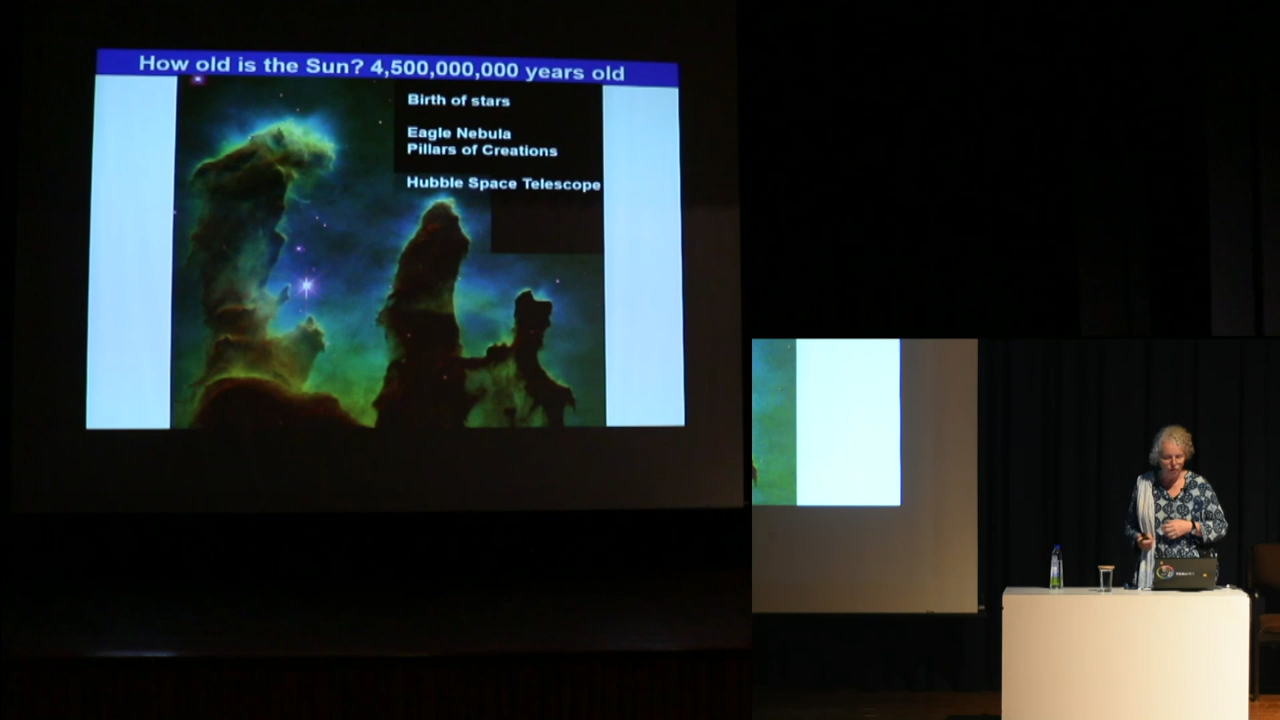 How old is the Sun? 4,500,000,000 years old
Birth of stars
Eagle Nebula
Pillars of Creations
Hubble Space Telescope